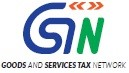 GSTN
GOODS AND SERVICES TAX NETWORK